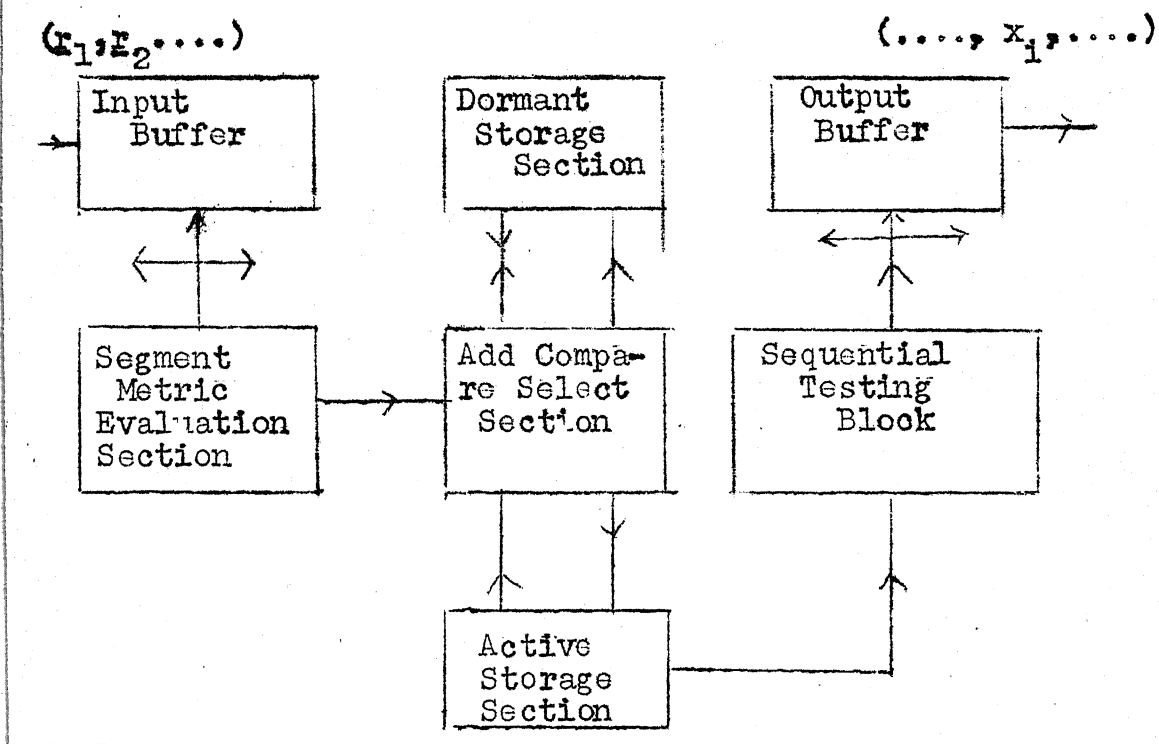 (r1,r2....)
(...., xi,....)
Input
Buffer
Dormant
Storage
Section
Output
Buffer
Segment
Metric
Evaluation
Section
Add Compa-
re Select
Section
Sequential
Testing
Block
Active
Storage
Section